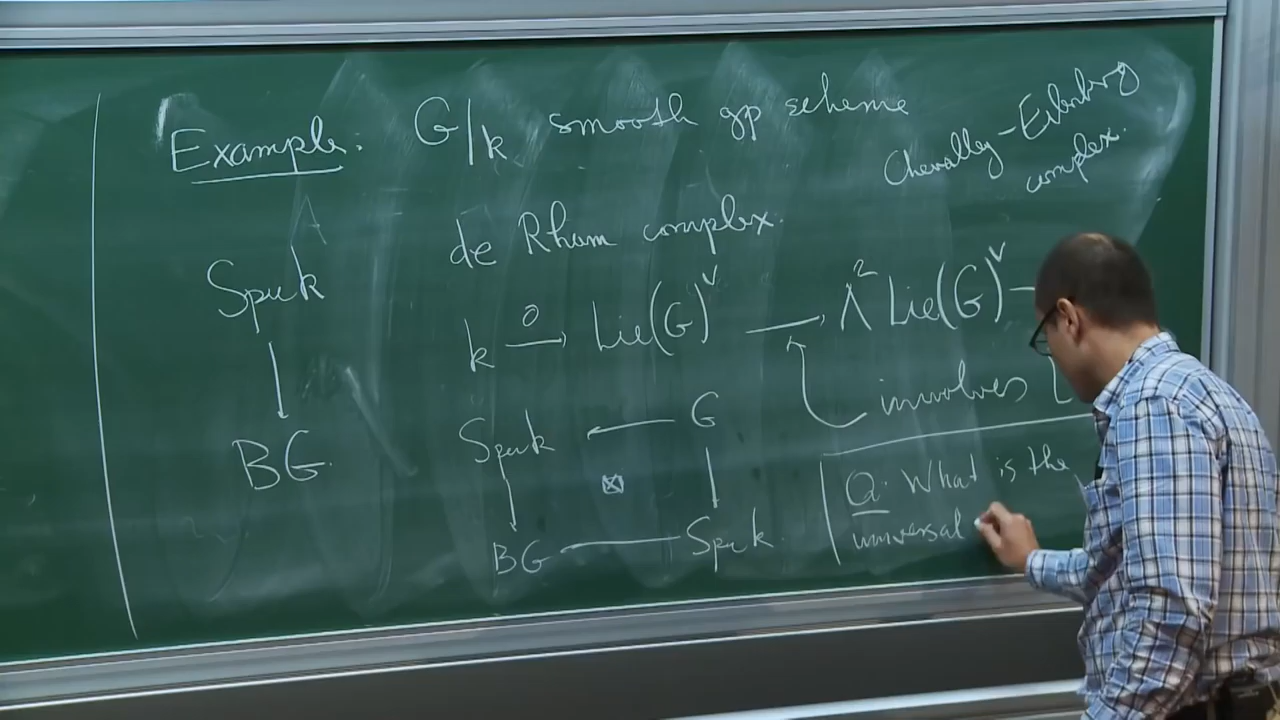 Example: G/k smooth gp scheme
Chevalley-Eilenberg
complex.
de Rham complex.
Spec k
k →⁰ Lie(G)^∨ → Λ² Lie(G)^∨ —
involves [
BG.
Spec k ← G
BG — Spec k
Q. What is the
universal